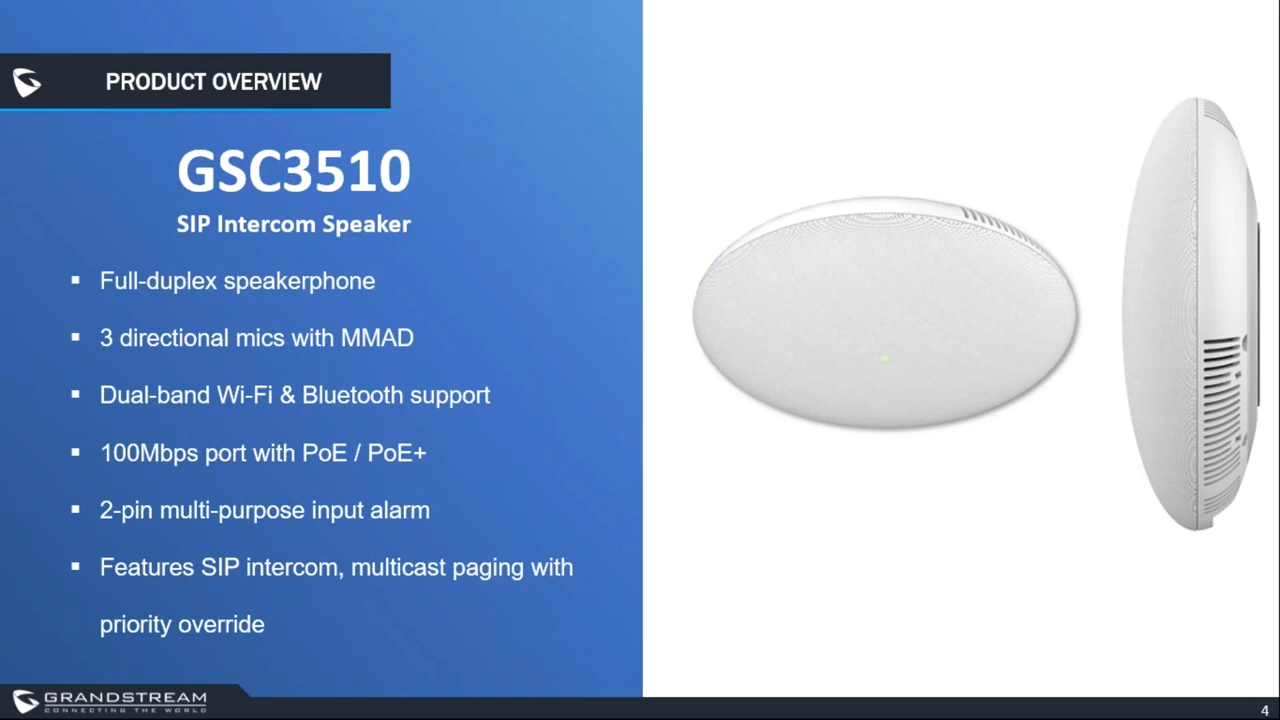 PRODUCT OVERVIEW
GSC3510
SIP Intercom Speaker
▪ Full-duplex speakerphone
▪ 3 directional mics with MMAD
▪ Dual-band Wi-Fi & Bluetooth support
▪ 100Mbps port with PoE / PoE+
▪ 2-pin multi-purpose input alarm
▪ Features SIP intercom, multicast paging with
priority override
GRANDSTREAM
CONNECTING THE WORLD
4